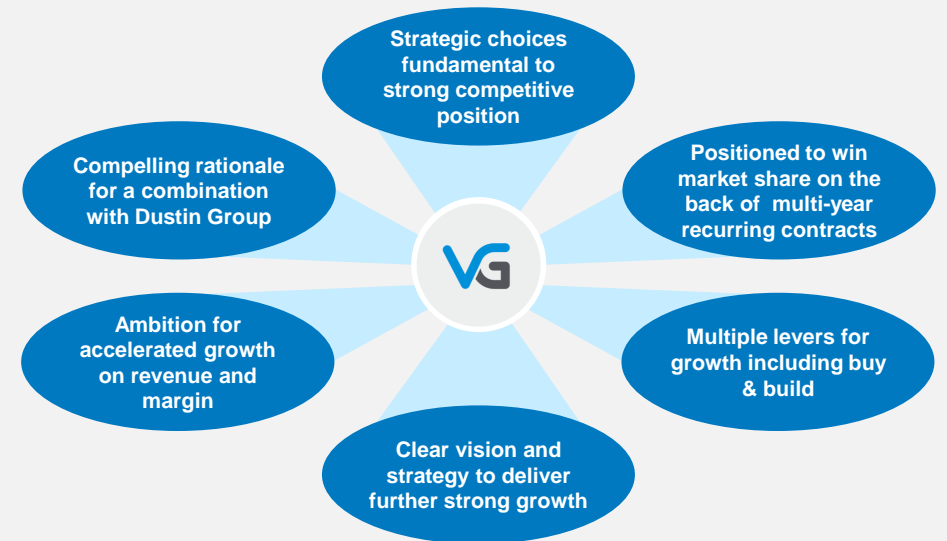 Strategic choices
fundamental to
strong competitive
position
Positioned to win
market share on the
back of  multi-year
recurring contracts
Multiple levers for
growth including buy
& build
Clear vision and
strategy to deliver
further strong growth
Ambition for
accelerated growth
on revenue and
margin
Compelling rationale
for a combination
with Dustin Group
VG